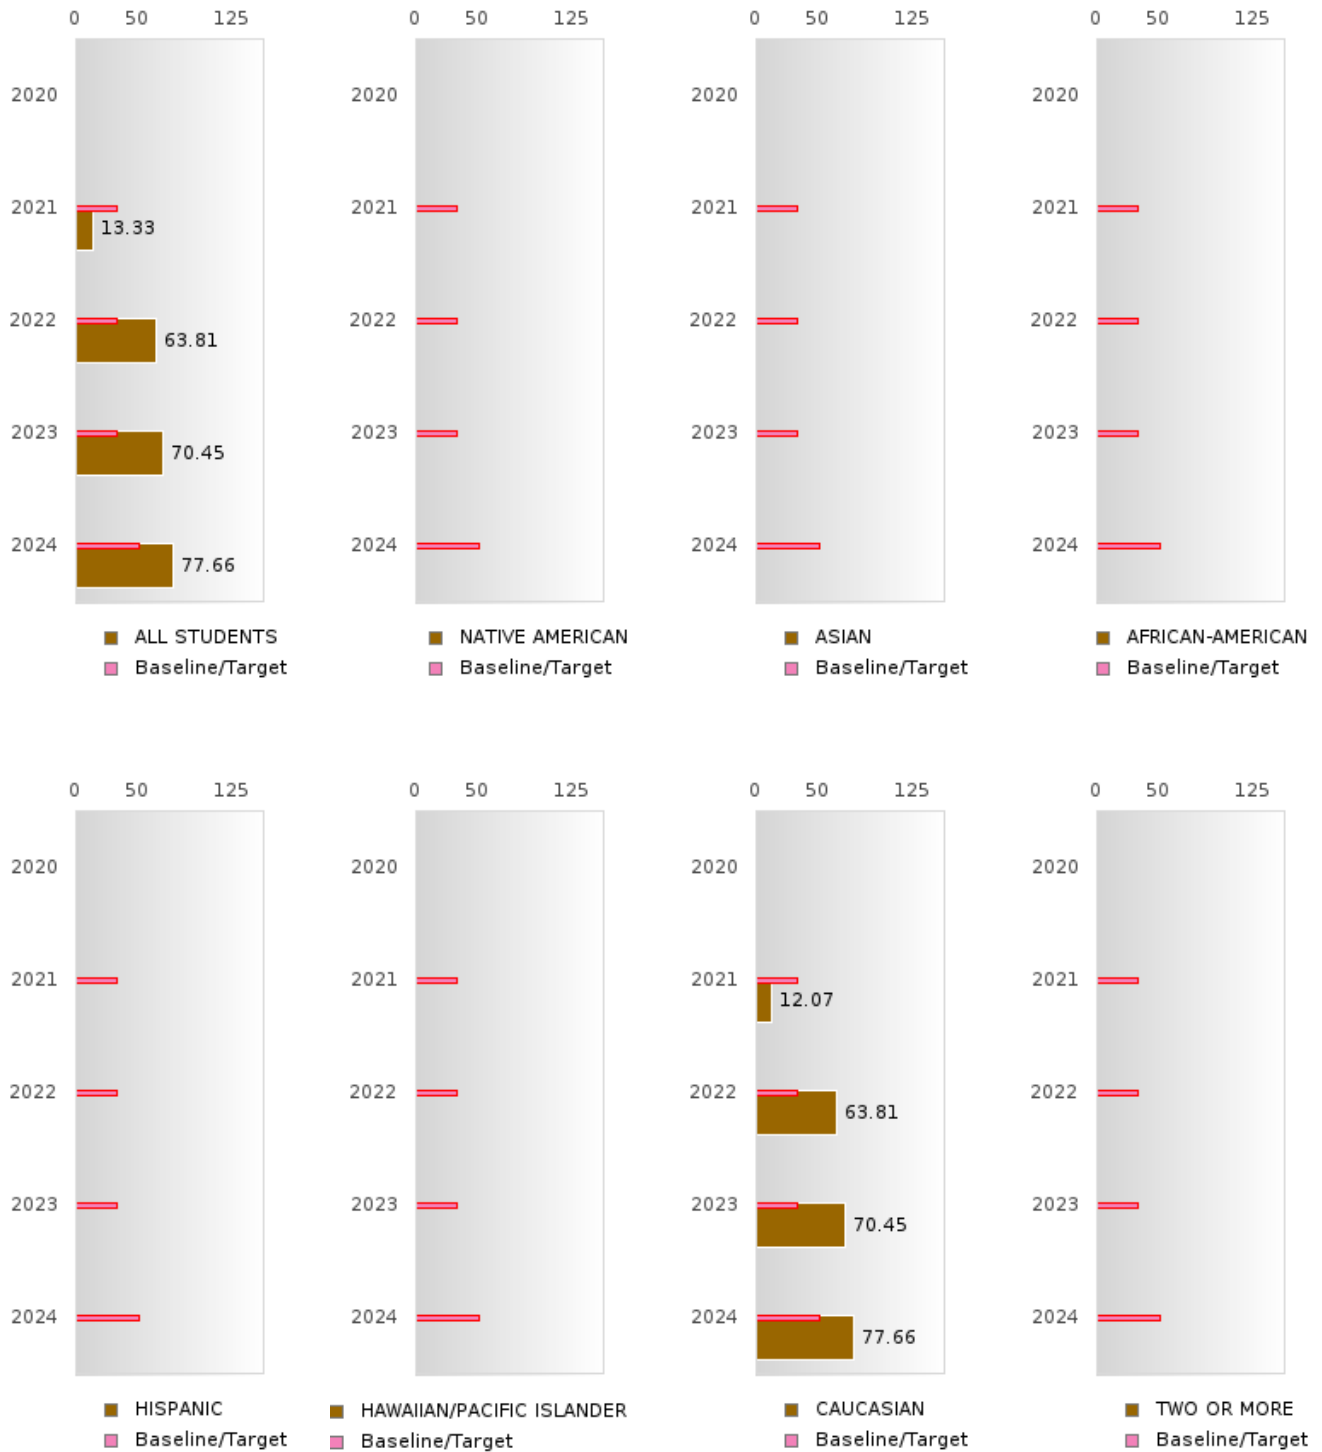 0 50 125 0 50 125 0 50 125 0 50 125
2020 2020 2020 2020
2021 2021 2021 2021
13.33
2022 2022 2022 2022
63.81
2023 2023 2023 2023
70.45
2024 2024 2024 2024
77.66
ALL STUDENTS NATIVE AMERICAN ASIAN AFRICAN-AMERICAN
Baseline/Target Baseline/Target Baseline/Target Baseline/Target
0 50 125 0 50 125 0 50 125 0 50 125
2020 2020 2020 2020
2021 2021 2021 2021
12.07
2022 2022 2022 2022
63.81
2023 2023 2023 2023
70.45
2024 2024 2024 2024
77.66
HISPANIC HAWAIIAN/PACIFIC ISLANDER CAUCASIAN TWO OR MORE
Baseline/Target Baseline/Target Baseline/Target Baseline/Target